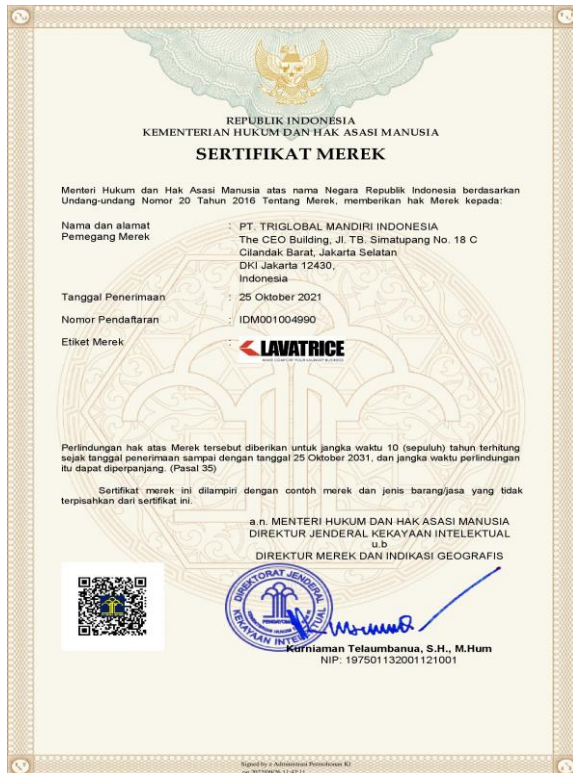 REPUBLIK INDONESIA
KEMENTERIAN HUKUM DAN HAK ASASI MANUSIA
SERTIFIKAT MEREK
Menteri Hukum dan Hak Asasi Manusia atas nama Negara Republik Indonesia berdasarkan
Undang-undang Nomor 20 Tahun 2016 Tentang Merek, memberikan hak Merek kepada:
Nama dan alamat Pemegang Merek : PT. TRIGLOBAL MANDIRI INDONESIA
The CEO Building, Jl. TB. Simatupang No. 18 C
Cilandak Barat, Jakarta Selatan
DKI Jakarta 12430,
Indonesia
Tanggal Penerimaan : 25 Oktober 2021
Nomor Pendaftaran : IDM001004990
Etiket Merek :
LAVATRICE
Perlindungan hak atas Merek tersebut diberikan untuk jangka waktu 10 (sepuluh) tahun terhitung
sejak tanggal penerimaan sampai dengan tanggal 25 Oktober 2031, dan jangka waktu perlindungan
itu dapat diperpanjang. (Pasal 35)
Sertifikat merek ini dilampiri dengan contoh merek dan jenis barang/jasa yang tidak
terpisahkan dari sertifikat ini.
a.n. MENTERI HUKUM DAN HAK ASASI MANUSIA
DIREKTUR JENDERAL KEKAYAAN INTELEKTUAL
u.b
DIREKTUR MEREK DAN INDIKASI GEOGRAFIS
DIREKTORAT JENDERAL
PENGAYOMAN
KEKAYAAN INTELEKTUAL
Kurniaman Telaumbanua, S.H., M.Hum
NIP: 197501132001121001
Signed by e Administrasi Permohonan KI